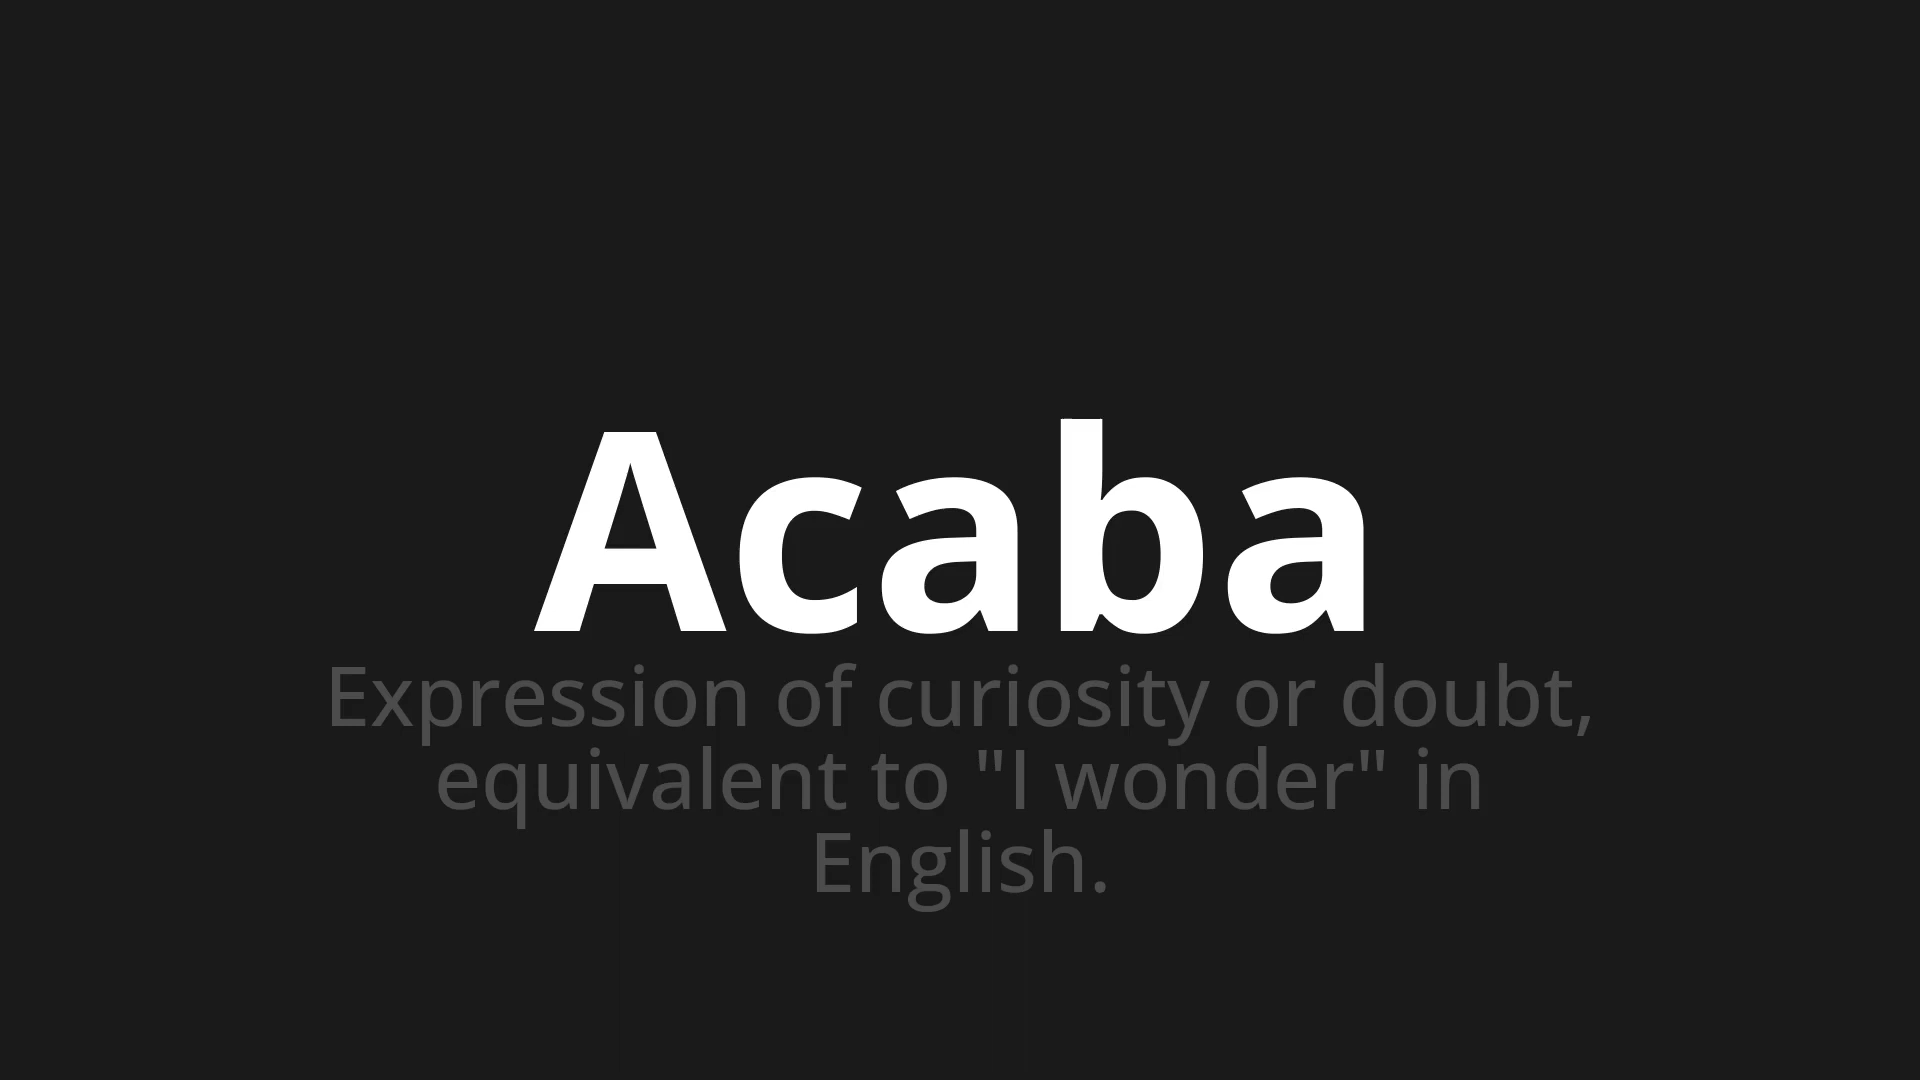 Acaba
Expression of curiosity or doubt,
equivalent to "I wonder" in
English.